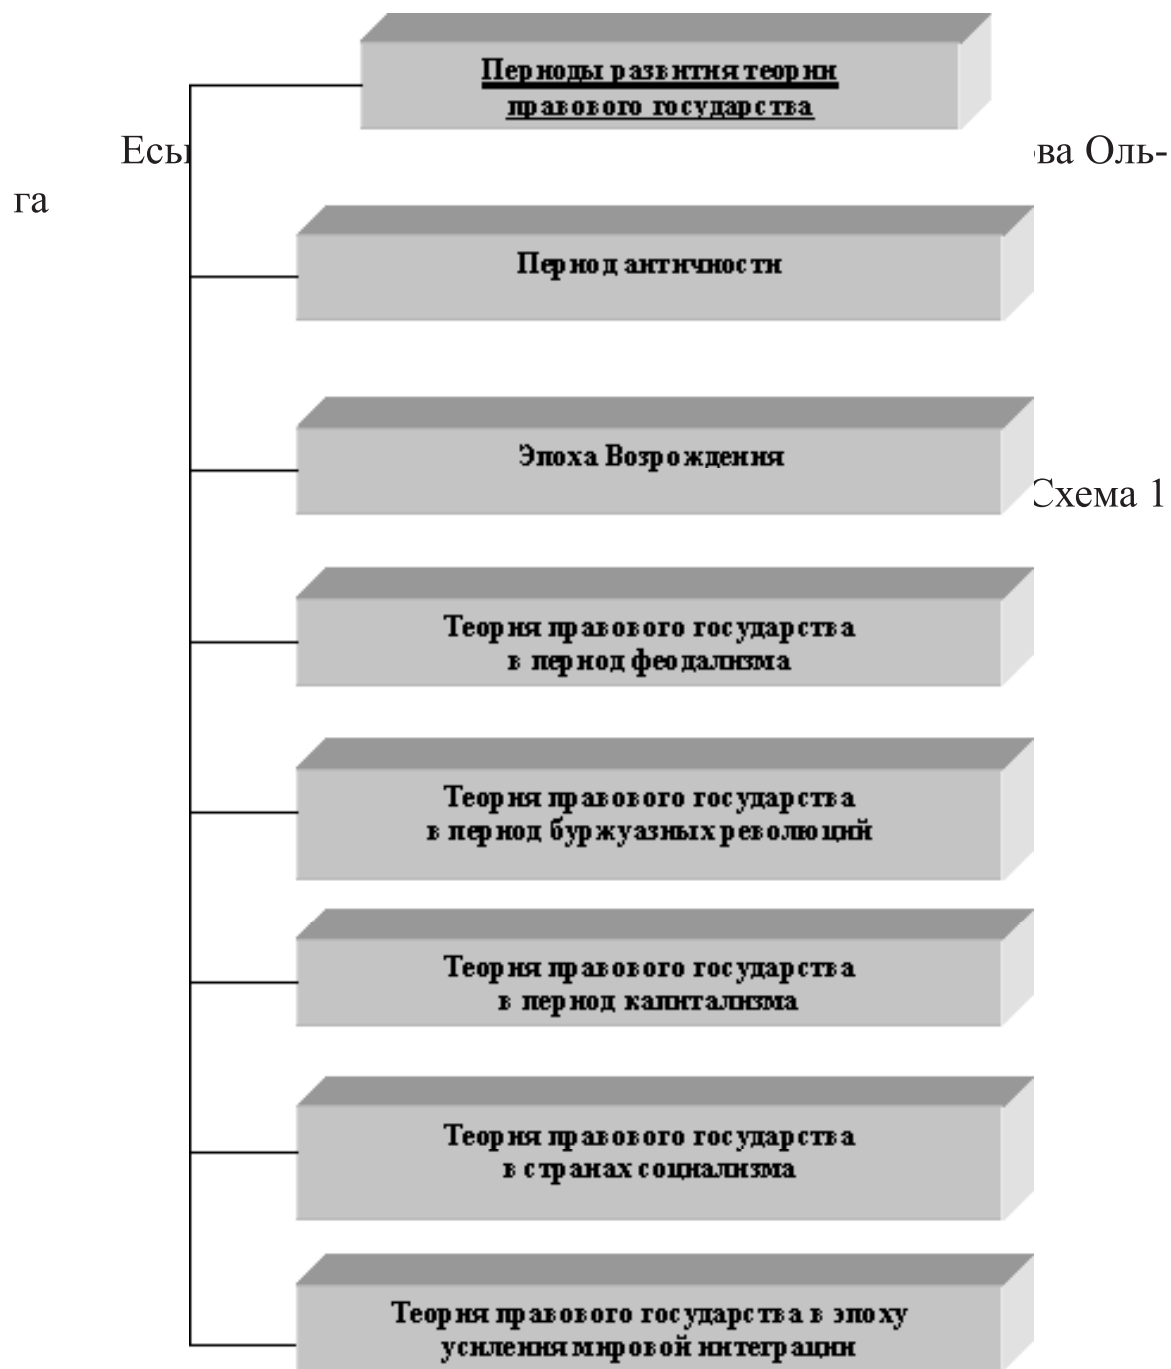 Периоды развития теории
правового государства
Оль-
га
Период античности
Эпоха Возрождения
Схема 1
Теория правового государства
в период феодализма
Теория правового государства
в период буржуазных революций
Теория правового государства
в период капитализма
Теория правового государства
в странах социализма
Теория правового государства в эпоху
усиления мировой интеграции